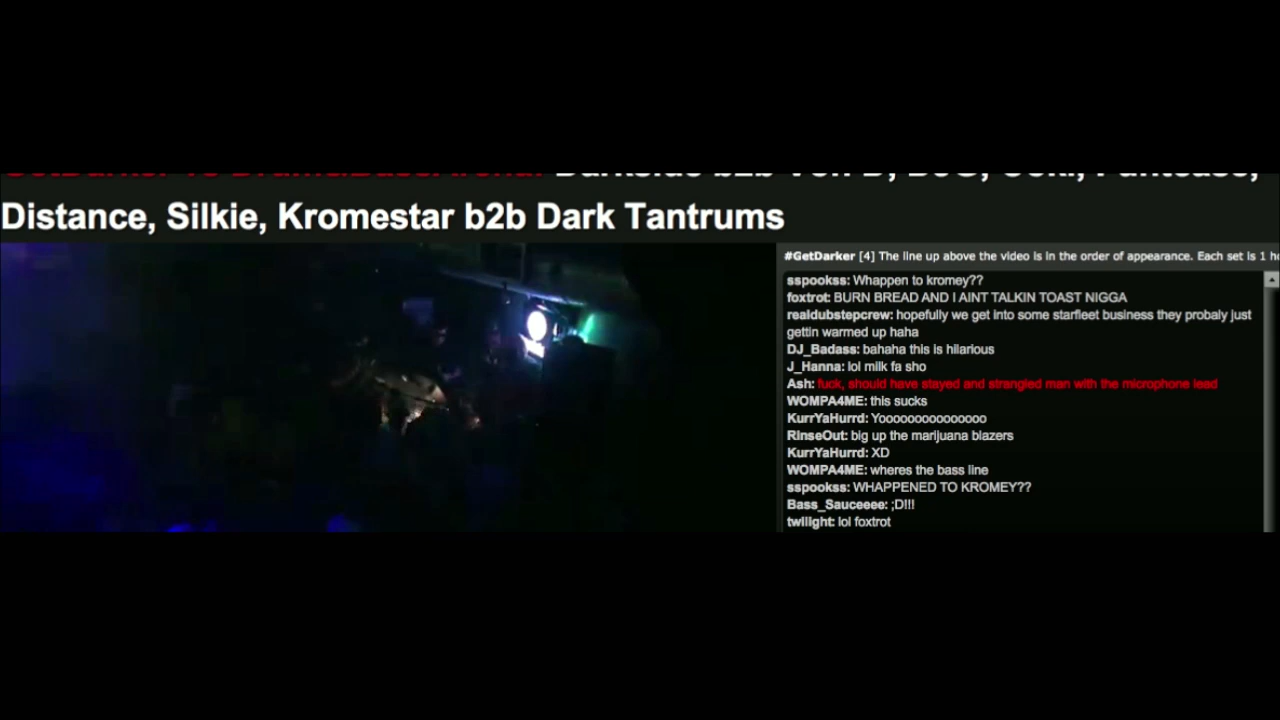 Distance, Silkie, Kromestar b2b Dark Tantrums
#GetDarker [4] The line up above the video is in the order of appearance. Each set is 1 h
sspookss: Whappen to kromey??
foxtrot: BURN BREAD AND I AINT TALKIN TOAST NIGGA
realdubstepcrew: hopefully we get into some starfleet business they probaly just
gettin warmed up haha
DJ_Badass: bahaha this is hilarious
J_Hanna: lol milk fa sho
Ash: fuck, should have stayed and strangled man with the microphone lead
WOMPA4ME: this sucks
KurrYaHurrd: Yooooooooooooooo
RinseOut: big up the marijuana blazers
KurrYaHurrd: XD
WOMPA4ME: wheres the bass line
sspookss: WHAPPENED TO KROMEY??
Bass_Sauceeee: ;D!!!
twilight: lol foxtrot